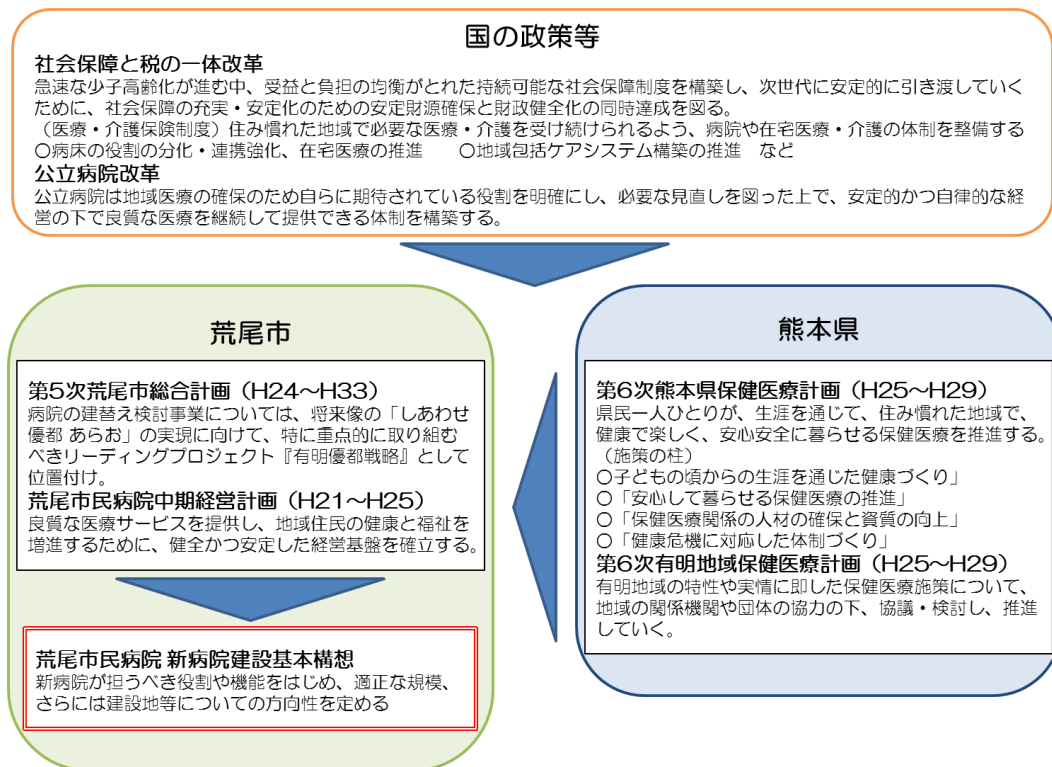 国の政策等
社会保障と税の一体改革
急速な少子高齢化が進む中、受益と負担の均衡がとれた持続可能な社会保障制度を構築し、次世代に安定的に引き渡していく
ために、社会保障の充実・安定化のための安定財源確保と財政健全化の同時達成を図る。
（医療・介護保険制度）住み慣れた地域で必要な医療・介護を受け続けられるよう、病院や在宅医療・介護の体制を整備する
〇病床の役割の分化・連携強化、在宅医療の推進　〇地域包括ケアシステム構築の推進　など
公立病院改革
公立病院は地域医療の確保のため自らに期待されている役割を明確にし、必要な見直しを図った上で、安定的かつ自律的な経
営の下で良質な医療を継続して提供できる体制を構築する。
荒尾市
第5次荒尾市総合計画（H24～H33）
病院の建替え検討事業については、将来像の「しあわせ
優都 あらお」の実現に向けて、特に重点的に取り組む
べきリーディングプロジェクト『有明優都戦略』として
位置付け。
荒尾市民病院中期経営計画（H21～H25）
良質な医療サービスを提供し、地域住民の健康と福祉を
増進するために、健全かつ安定した経営基盤を確立する。
荒尾市民病院 新病院建設基本構想
新病院が担うべき役割や機能をはじめ、適正な規模、
さらには建設地等についての方向性を定める
熊本県
第6次熊本県保健医療計画（H25～H29）
県民一人ひとりが、生涯を通じて、住み慣れた地域で、
健康で楽しく、安心安全に暮らせる保健医療を推進する。
（施策の柱）
〇子どもの頃からの生涯を通じた健康づくり」
〇「安心して暮らせる保健医療の推進」
〇「保健医療関係の人材の確保と資質の向上」
〇「健康危機に対応した体制づくり」
第6次有明地域保健医療計画（H25～H29）
有明地域の特性や実情に即した保健医療施策について、
地域の関係機関や団体の協力の下、協議・検討し、推進
していく。